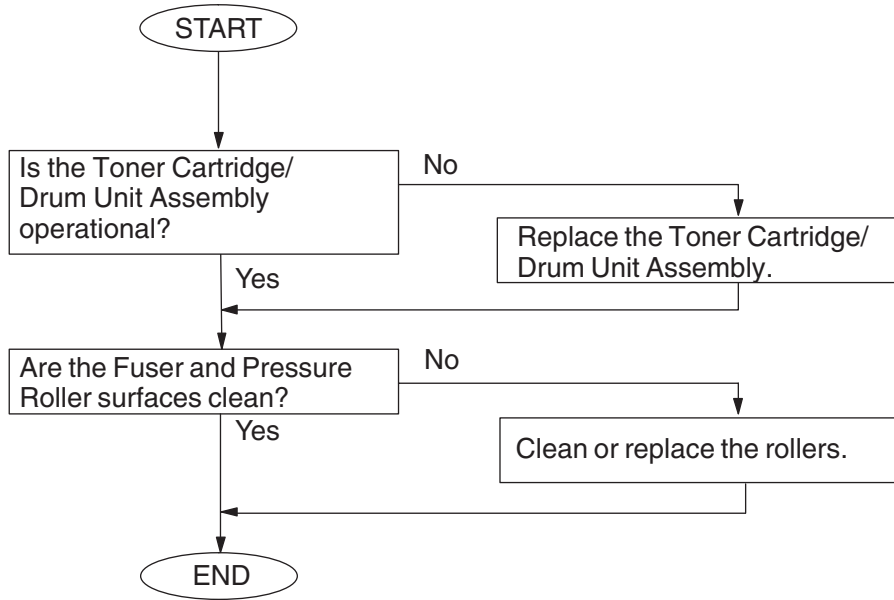 START
Is the Toner Cartridge/
Drum Unit Assembly
operational?
No
Replace the Toner Cartridge/
Drum Unit Assembly.
Yes
Are the Fuser and Pressure
Roller surfaces clean?
No
Clean or replace the rollers.
Yes
END